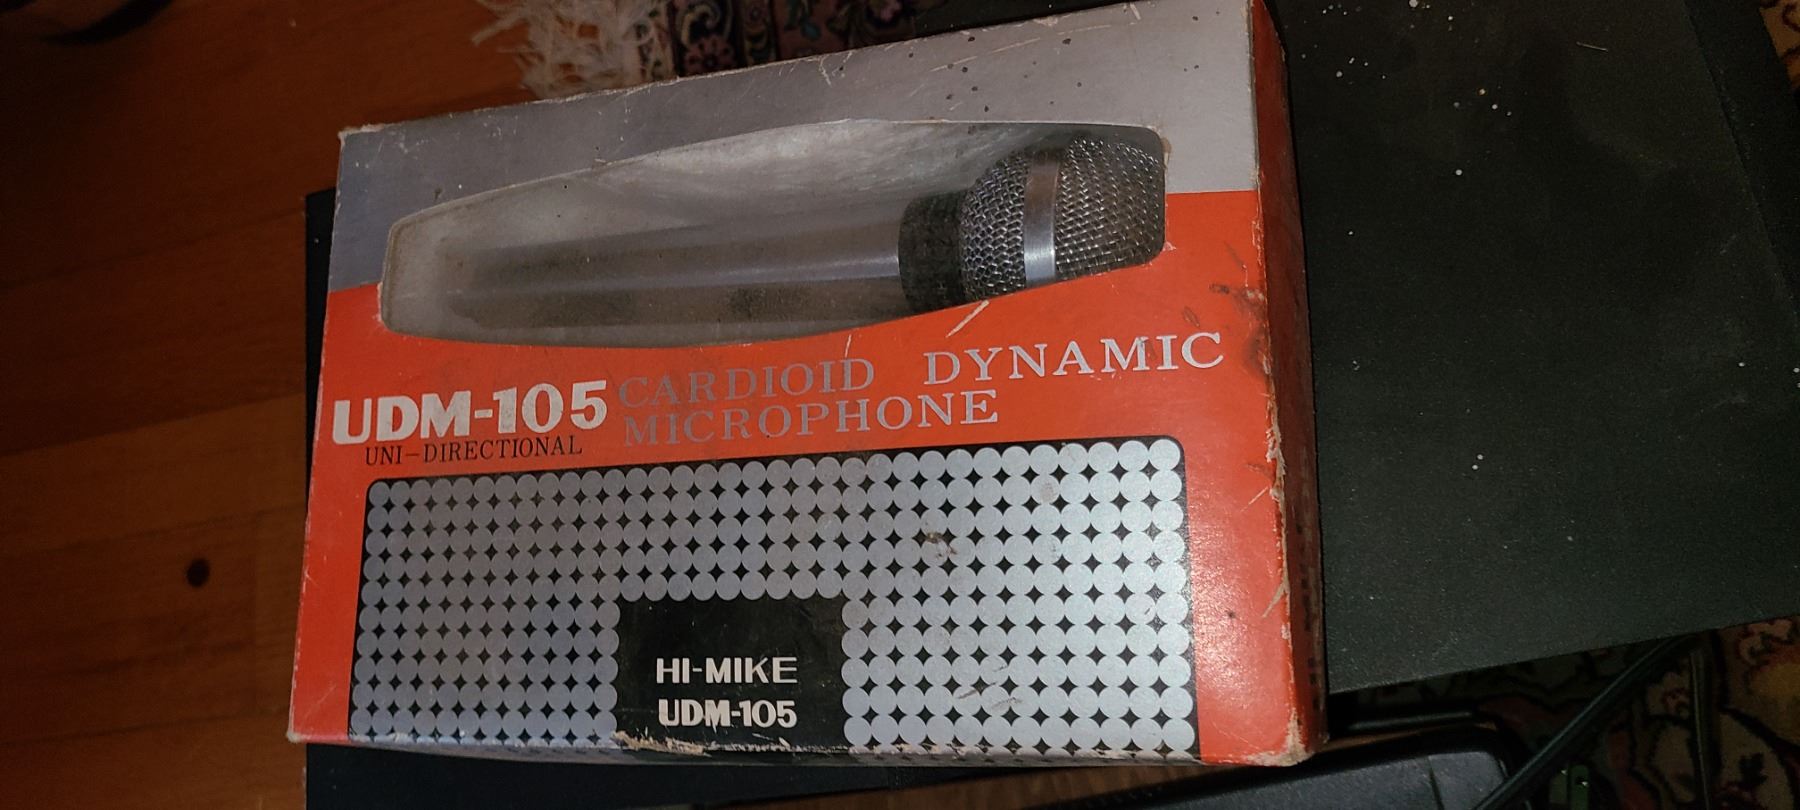 UDM-105 CARDIOID DYNAMIC
MICROPHONE
UNI-DIRECTIONAL
HI-MIKE
UDM-105